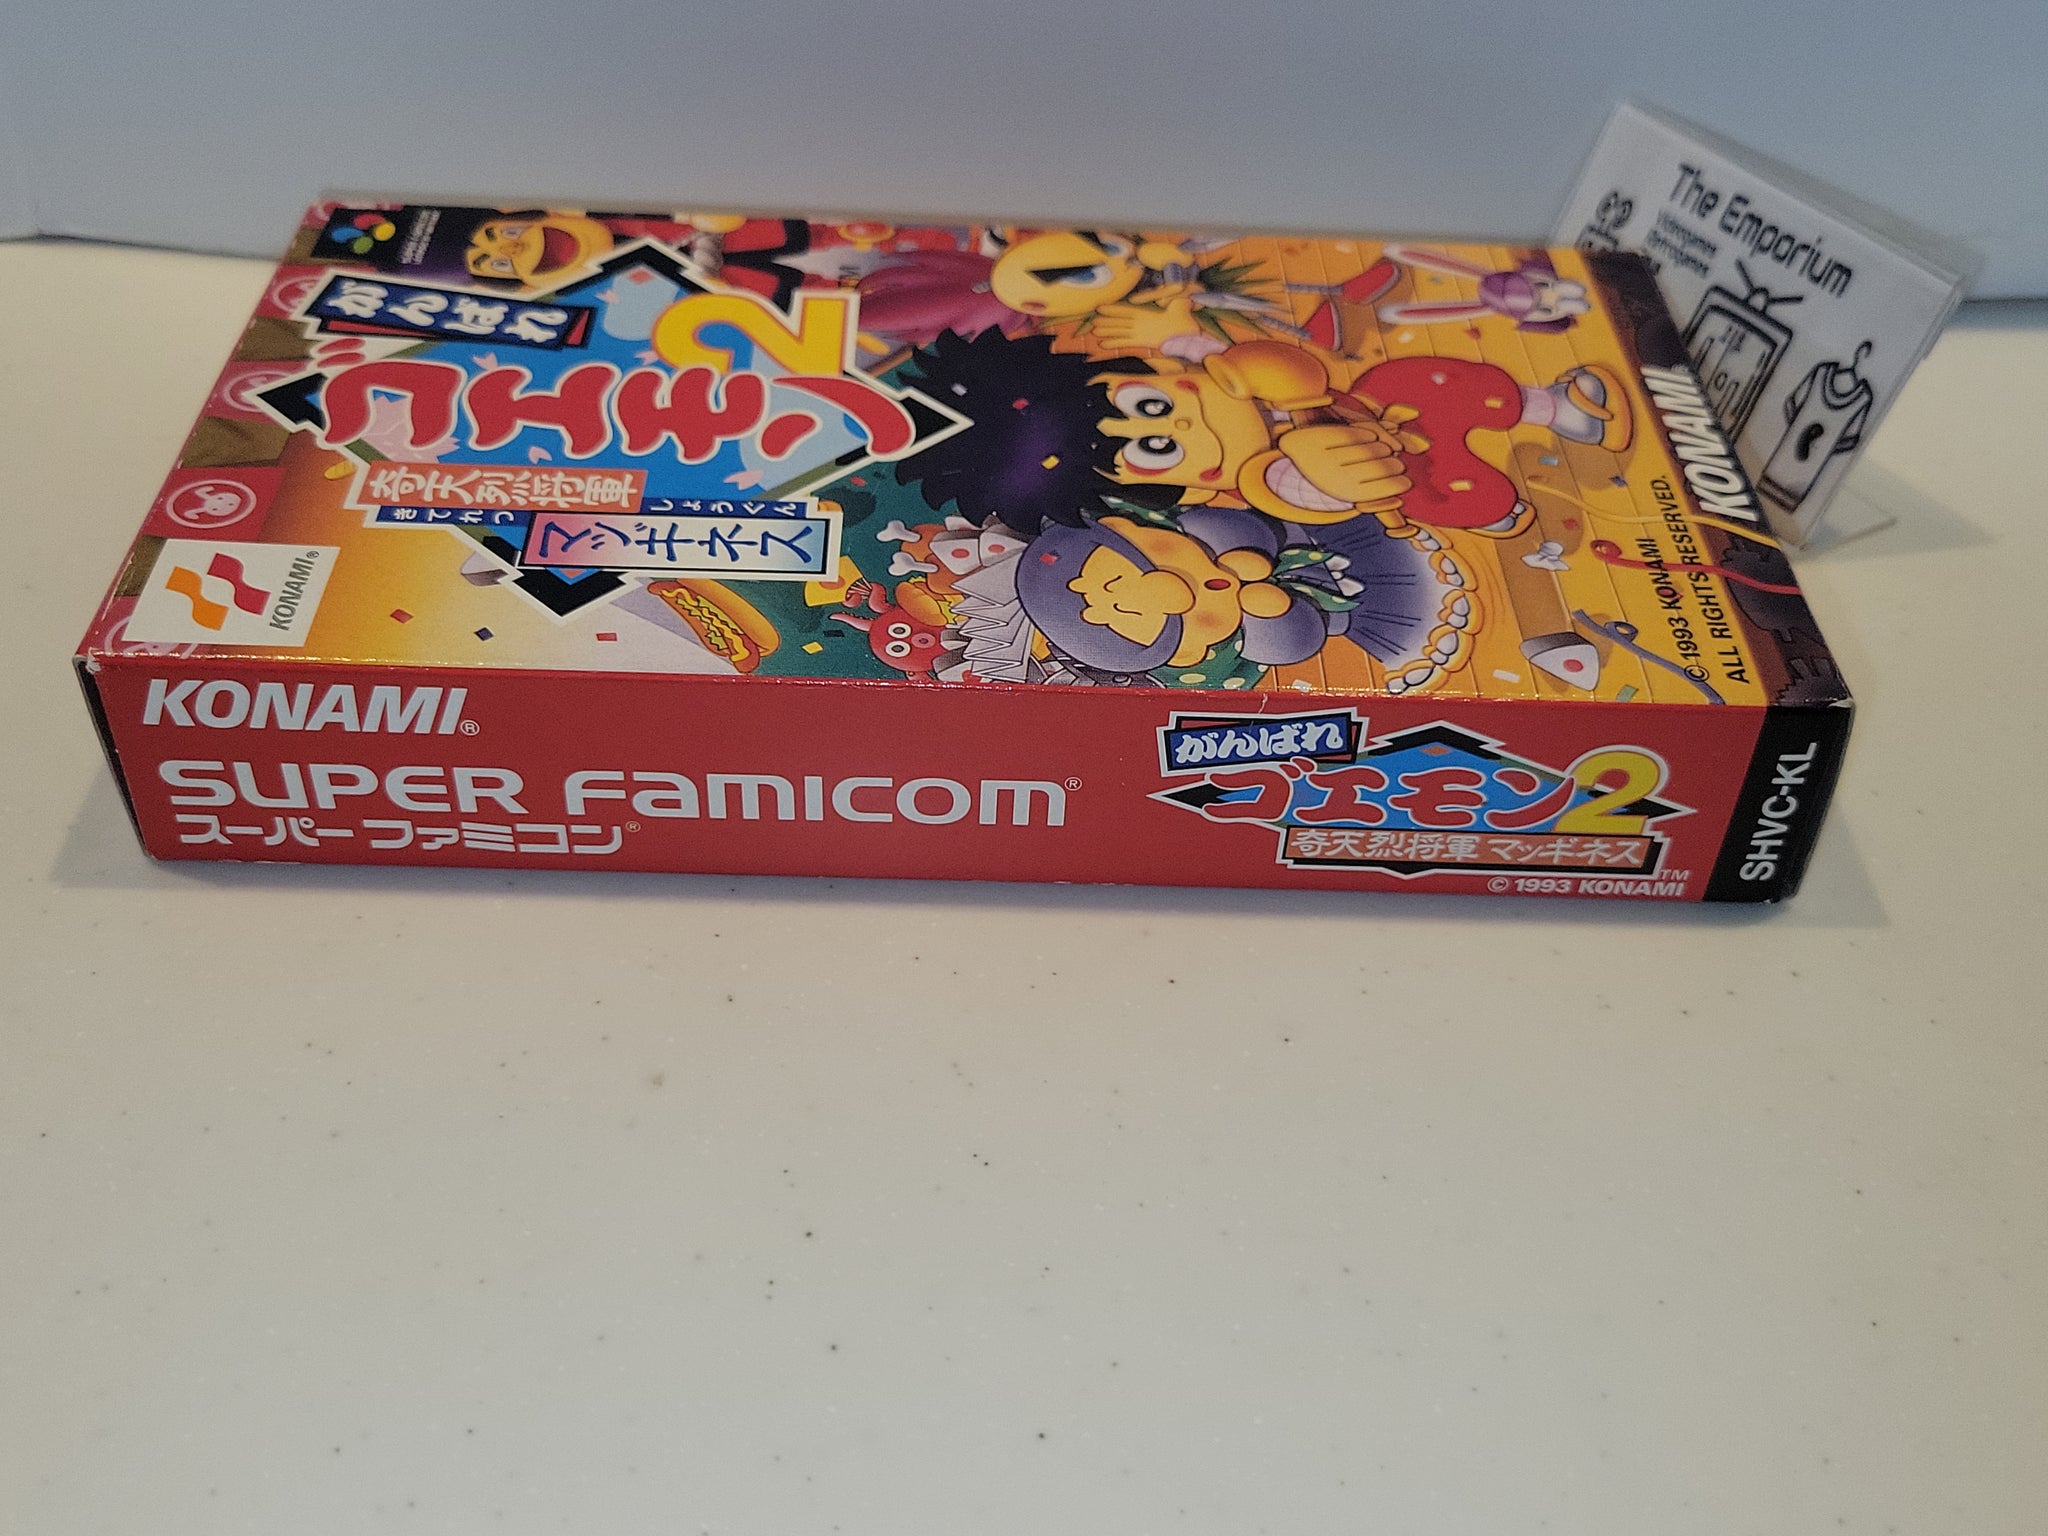 がんばれ
ゴエモン2
奇天烈将軍
きてれつ
しょうぐん
マッギネス
KONAMI®
© 1993 KONAMI
ALL RIGHTS RESERVED.
KONAMI
KONAMI®
SUPER FAMICOM®
スーパーファミコン®
がんばれ
ゴエモン2
奇天烈将軍 マッギネス
TM
© 1993 KONAMI
SHVC-KL
The Emporium
Videogames
Retrogames